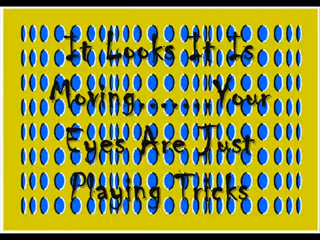 It Looks It Is
Moving.......Your
Eyes Are Just
Playing Tricks